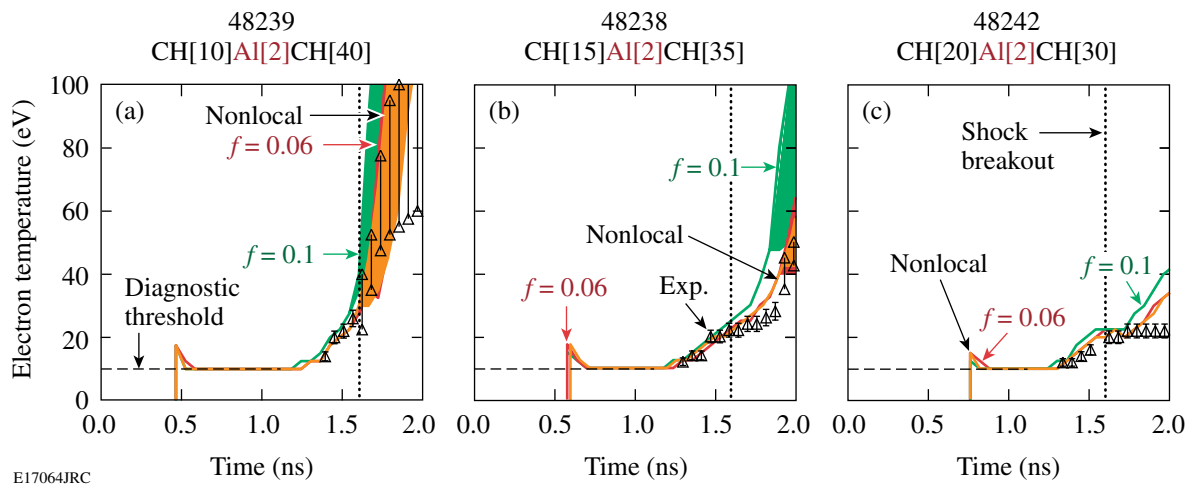 48239
CH[10]Al[2]CH[40]
48238
CH[15]Al[2]CH[35]
48242
CH[20]Al[2]CH[30]
Electron temperature (eV)
100
80
60
40
20
0
(a)
Nonlocal
f = 0.06
f = 0.1
Diagnostic
threshold
0.0 0.5 1.0 1.5 2.0
Time (ns)
(b)
f = 0.1
Nonlocal
Exp.
f = 0.06
0.0 0.5 1.0 1.5 2.0
Time (ns)
(c)
Shock
breakout
Nonlocal
f = 0.1
f = 0.06
0.0 0.5 1.0 1.5 2.0
Time (ns)
E17064JRC